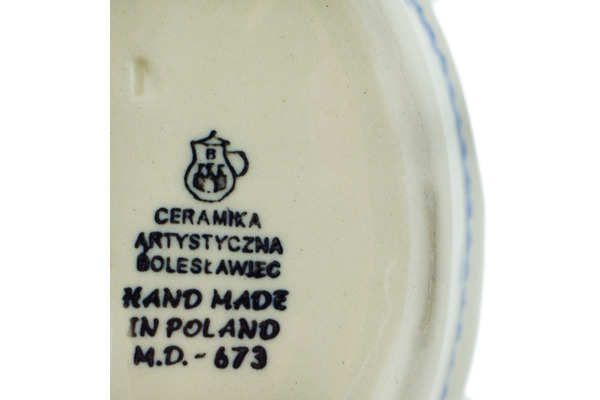 B
CERAMIKA
ARTYSTYCZNA
BOLESŁAWIEC
HAND MADE
IN POLAND
M.D. - 673